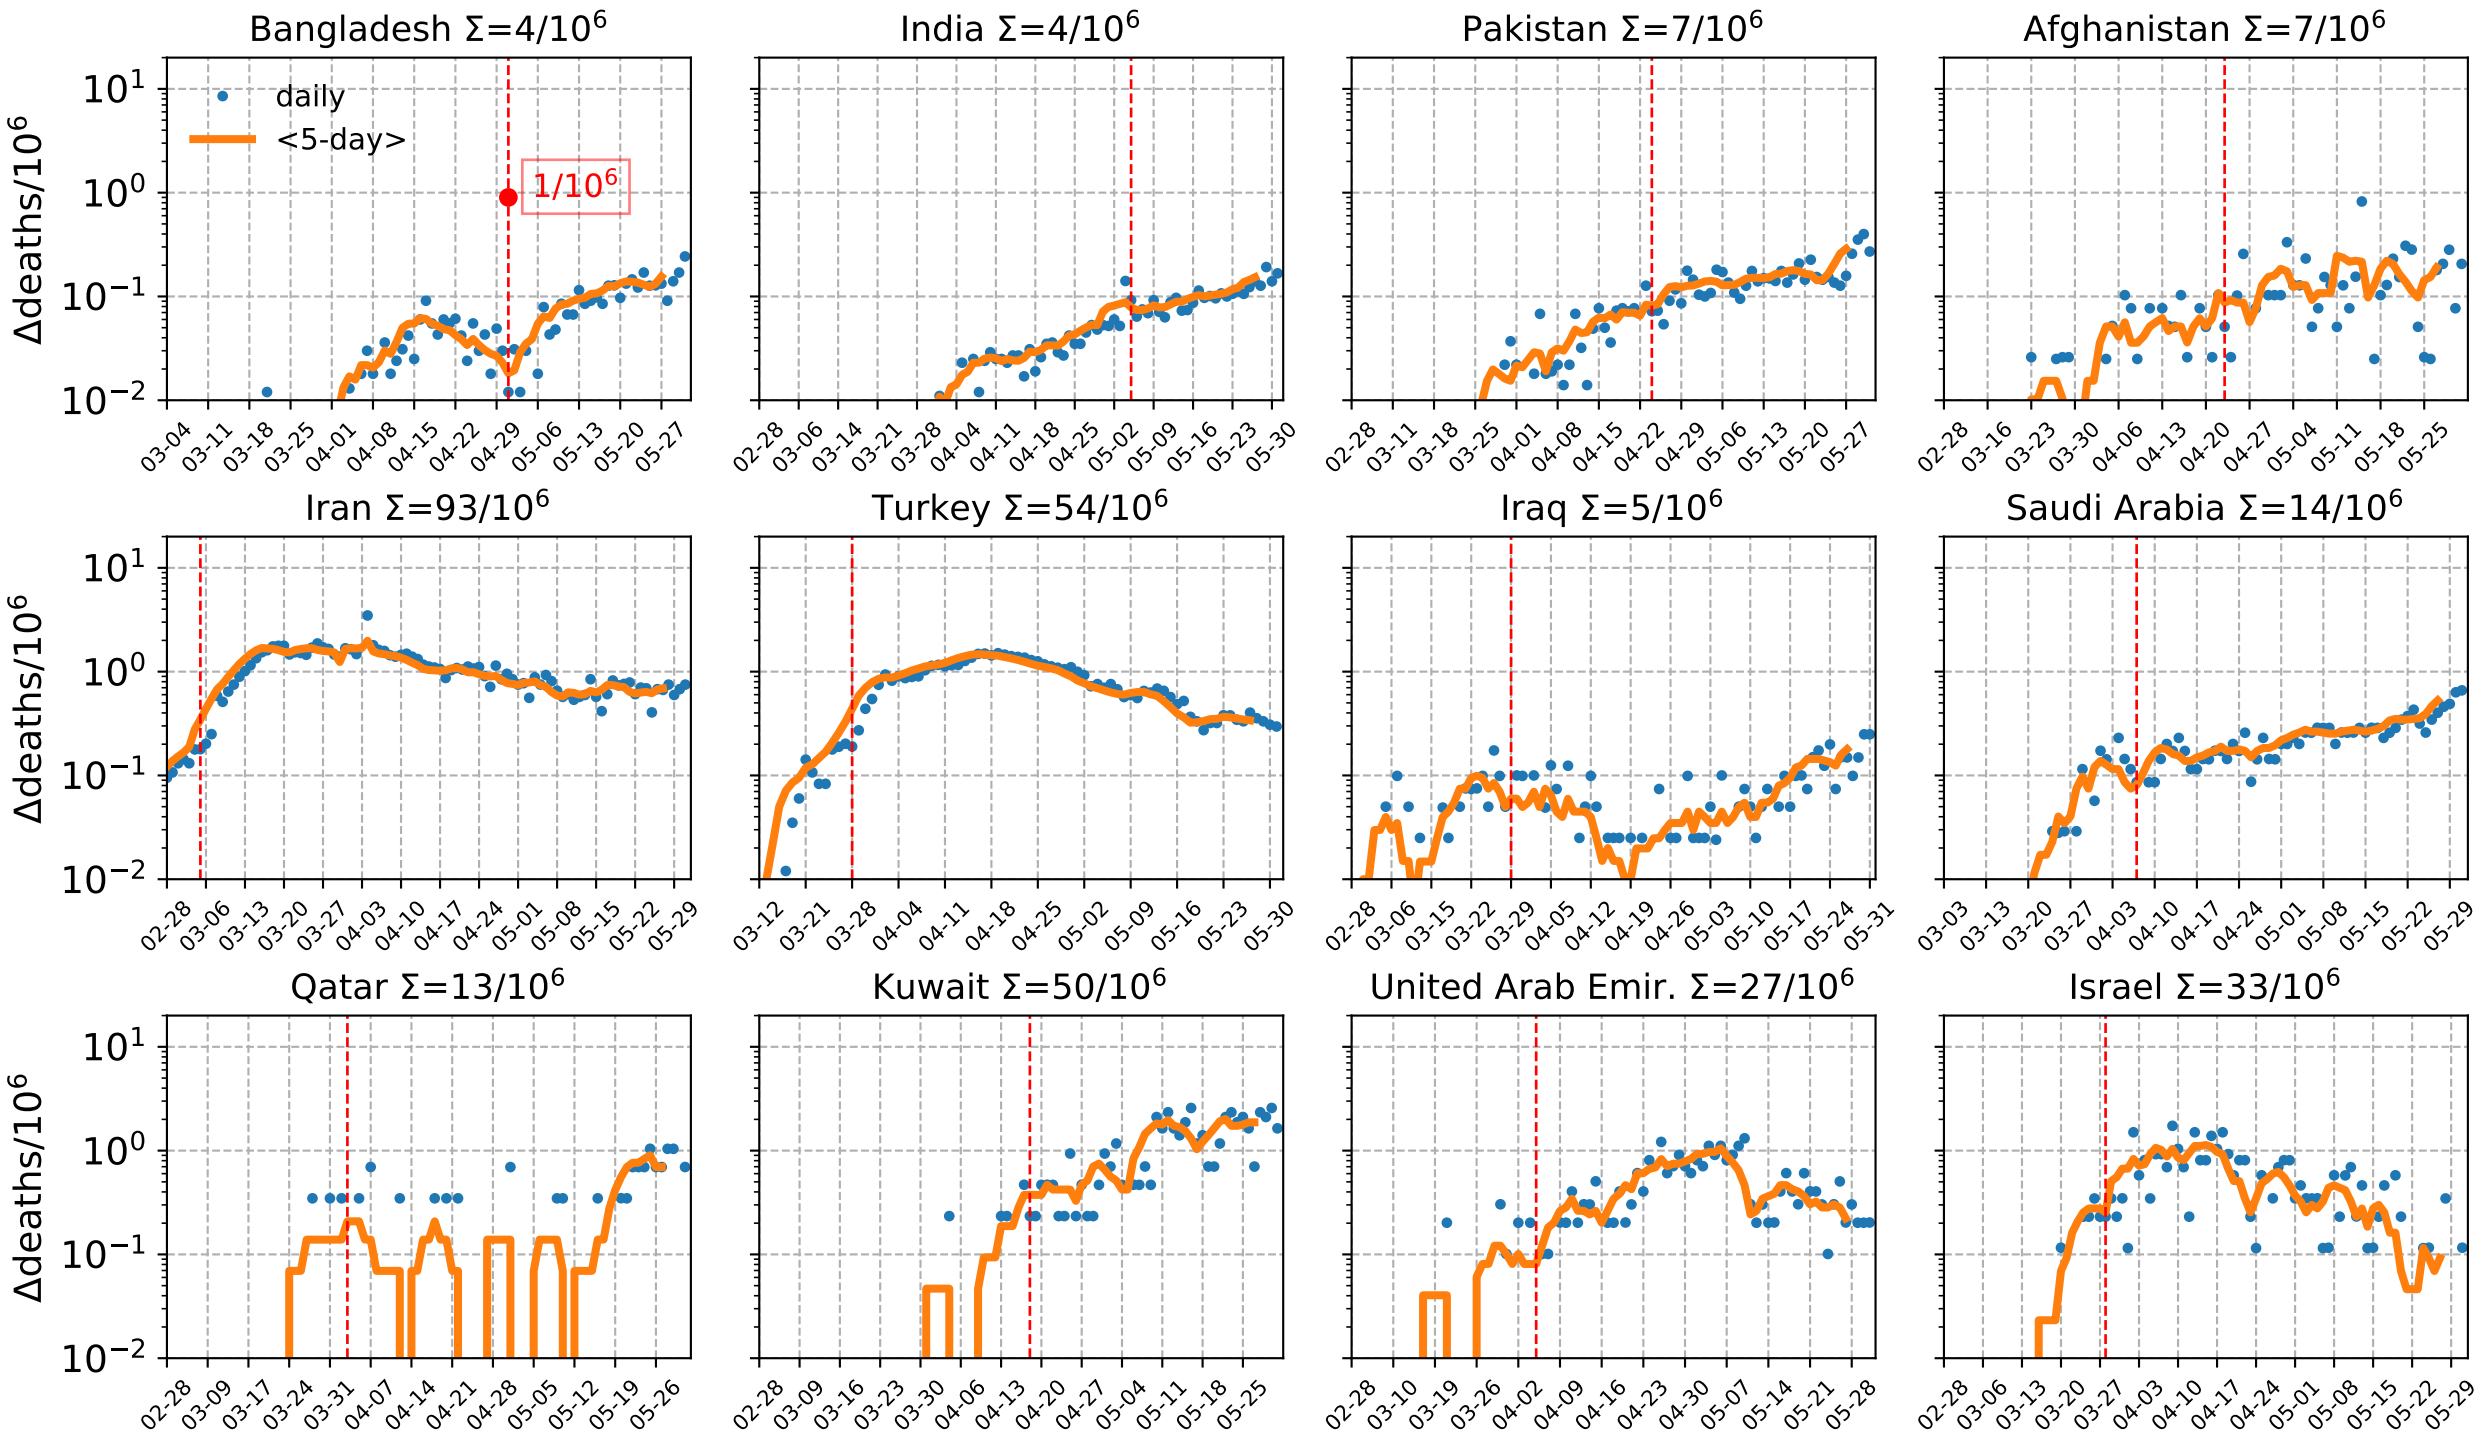 Bangladesh Σ=4/10⁶
India Σ=4/10⁶
Pakistan Σ=7/10⁶
Afghanistan Σ=7/10⁶
Δdeaths/10⁶
10¹
10⁰
10⁻¹
10⁻²
daily
<5-day>
1/10⁶
03-04 03-11 03-18 03-25 04-01 04-08 04-15 04-22 04-29 05-06 05-13 05-20 05-27
02-28 03-06 03-14 03-21 03-28 04-04 04-11 04-18 04-25 05-02 05-09 05-16 05-23 05-30
02-28 03-11 03-18 03-25 04-01 04-08 04-15 04-22 04-29 05-06 05-13 05-20 05-27
02-28 03-16 03-23 03-30 04-06 04-13 04-20 04-27 05-04 05-11 05-18 05-25
Iran Σ=93/10⁶
Turkey Σ=54/10⁶
Iraq Σ=5/10⁶
Saudi Arabia Σ=14/10⁶
Δdeaths/10⁶
10¹
10⁰
10⁻¹
10⁻²
02-28 03-06 03-13 03-20 03-27 04-03 04-10 04-17 04-24 05-01 05-08 05-15 05-22 05-29
03-12 03-21 03-28 04-04 04-11 04-18 04-25 05-02 05-09 05-16 05-23 05-30
02-28 03-06 03-15 03-22 03-29 04-05 04-12 04-19 04-26 05-03 05-10 05-17 05-24 05-31
03-03 03-13 03-20 03-27 04-03 04-10 04-17 04-24 05-01 05-08 05-15 05-22 05-29
Qatar Σ=13/10⁶
Kuwait Σ=50/10⁶
United Arab Emir. Σ=27/10⁶
Israel Σ=33/10⁶
Δdeaths/10⁶
10¹
10⁰
10⁻¹
10⁻²
02-28 03-09 03-17 03-24 03-31 04-07 04-14 04-21 04-28 05-05 05-12 05-19 05-26
02-28 03-09 03-16 03-23 03-30 04-06 04-13 04-20 04-27 05-04 05-11 05-18 05-25
02-28 03-10 03-19 03-26 04-02 04-09 04-16 04-23 04-30 05-07 05-14 05-21 05-28
02-28 03-06 03-13 03-20 03-27 04-03 04-10 04-17 04-24 05-01 05-08 05-15 05-22 05-29